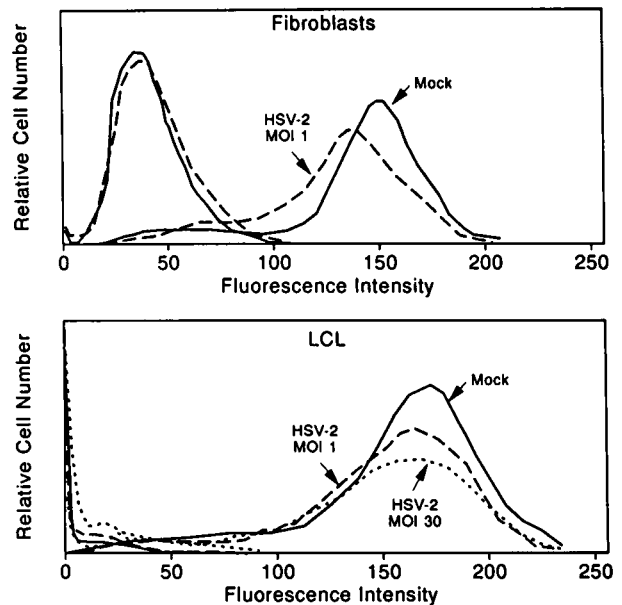 Fibroblasts
Relative Cell Number
Mock
HSV-2
MOI 1
0 50 100 150 200 250
Fluorescence Intensity
LCL
Relative Cell Number
Mock
HSV-2
MOI 1
HSV-2
MOI 30
0 50 100 150 200 250
Fluorescence Intensity